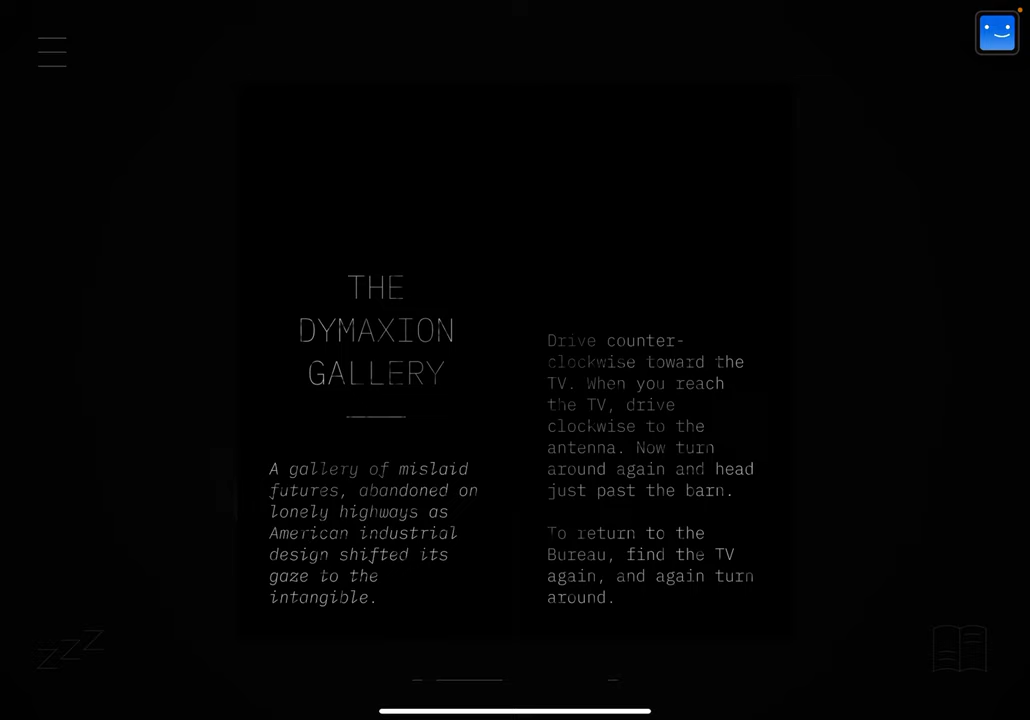 THE
DYMAXION
GALLERY
A gallery of mislaid
futures, abandoned on
lonely highways as
American industrial
design shifted its
gaze to the
intangible.
Drive counter-
clockwise toward the
TV. When you reach
the TV, drive
clockwise to the
antenna. Now turn
around again and head
just past the barn.
To return to the
Bureau, find the TV
again, and again turn
around.
ZZZ